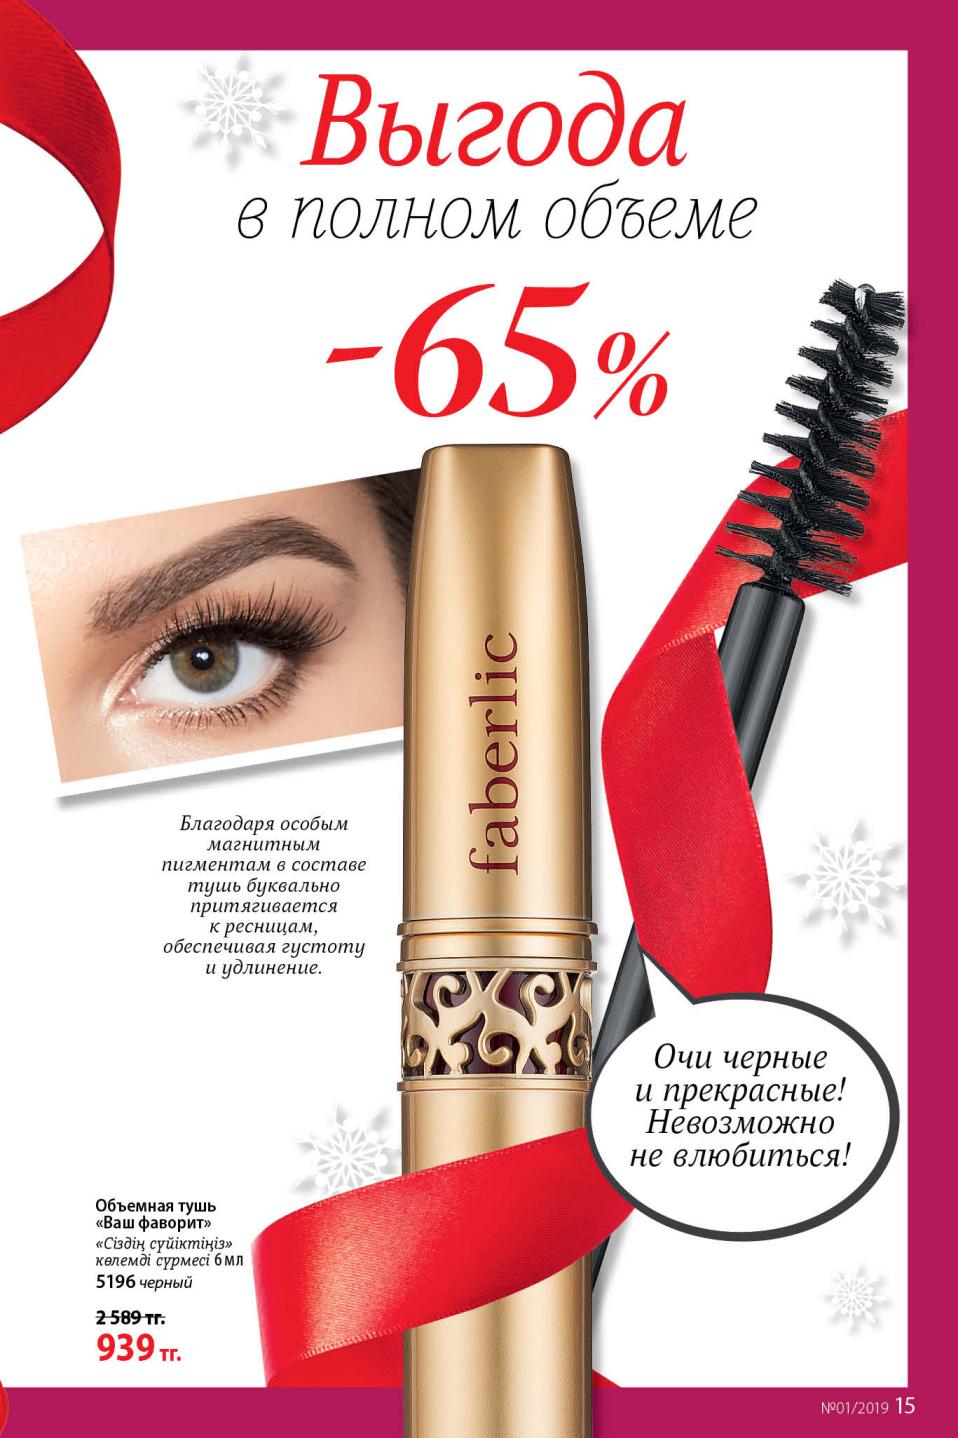 Выгода
в полном объеме
-65%
faberlic
Благодаря особым
магнитным
пигментам в составе
тушь буквально
притягивается
к ресницам,
обеспечивая густоту
и удлинение.
Очи черные
и прекрасные!
Невозможно
не влюбиться!
Объемная тушь
«Ваш фаворит»
«Сіздің сүйіктіңіз»
көлемді сүрмесі 6 мл
5196 черный
2 589 тг.
939 тг.
№01/2019 15